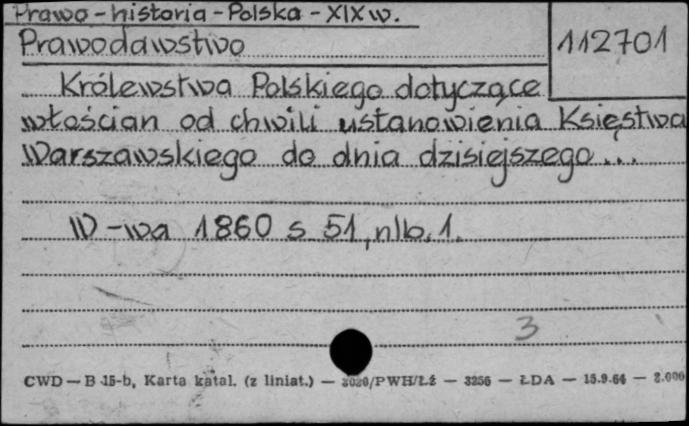 Prawo - historia - Polska - XIX w.
Prawodawstwo
112701
Królewstwa Polskiego dotyczące
włościan od chwili ustanowienia Księstwa
Warszawskiego do dnia dzisiejszego...
W-wa 1860 s 51, nlb. 1.
3
CWD — B 15-b, Karta katal. (z liniat.) — 3020/PWH/Łź — 3256 — ŁDA — 15.9.64 — 2.000